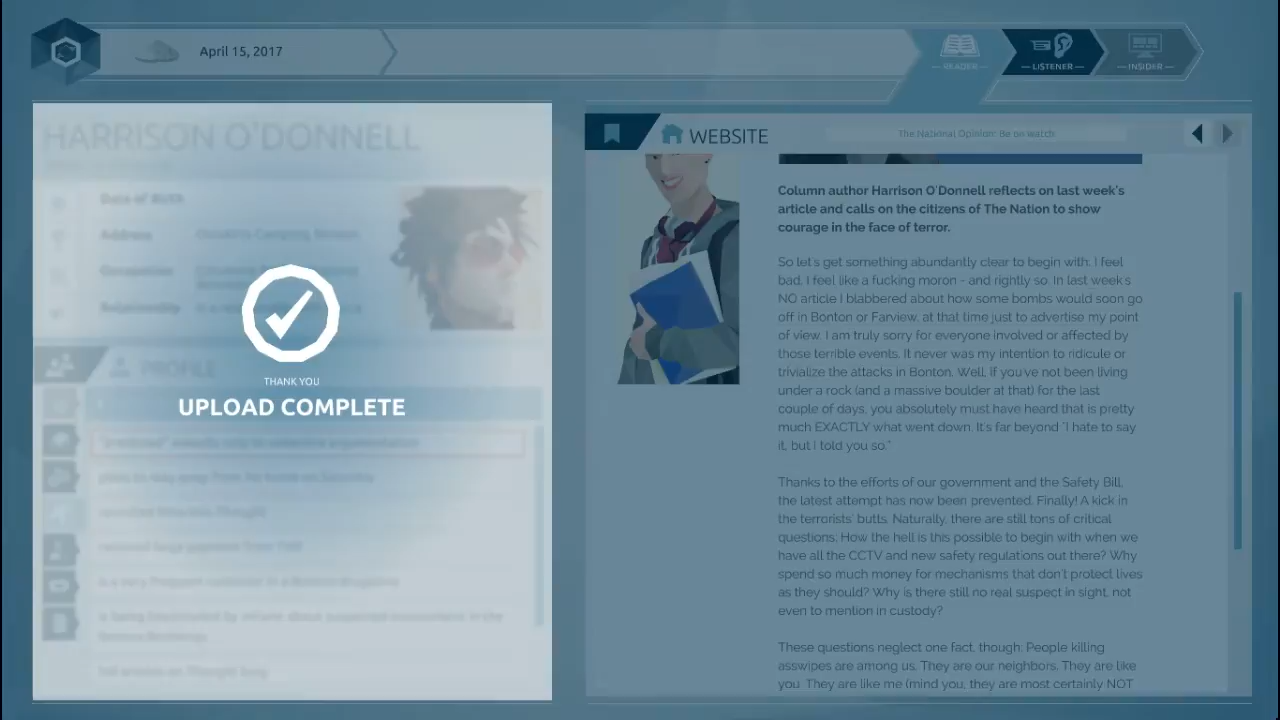 April 15, 2017
READER
LISTENER
INSIDER
HARRISON O'DONNELL
Date of Birth
Address
Occupation
Relationship
PROFILE
THANK YOU
UPLOAD COMPLETE
WEBSITE
The National Opinion: Be on watch
Column author Harrison O'Donnell reflects on last week's
article and calls on the citizens of The Nation to show
courage in the face of terror.
So let's get something abundantly clear to begin with: I feel
bad. I feel like a fucking moron - and rightly so. In last week's
NO article I blabbered about how some bombs would soon go
off in Bonton or Farview, at that time just to advertise my point
of view. I am truly sorry for everyone involved or affected by
those terrible events. It never was my intention to ridicule or
trivialize the attacks in Bonton. Well, if you've not been living
under a rock (and a massive boulder at that) for the last
couple of days, you absolutely must have heard that is pretty
much EXACTLY what went down. It's far beyond "I hate to say
it, but I told you so."
Thanks to the efforts of our government and the Safety Bill,
the latest attempt has now been prevented. Finally! A kick in
the terrorists' butts. Naturally, there are still tons of critical
questions: How the hell is this possible to begin with when we
have all the CCTV and new safety regulations out there? Why
spend so much money for mechanisms that don't protect lives
as they should? Why is there still no real suspect in sight, not
even to mention in custody?
These questions neglect one fact, though: People killing
asswipes are among us. They are our neighbors. They are like
you. They are like me (mind you, they are most certainly NOT